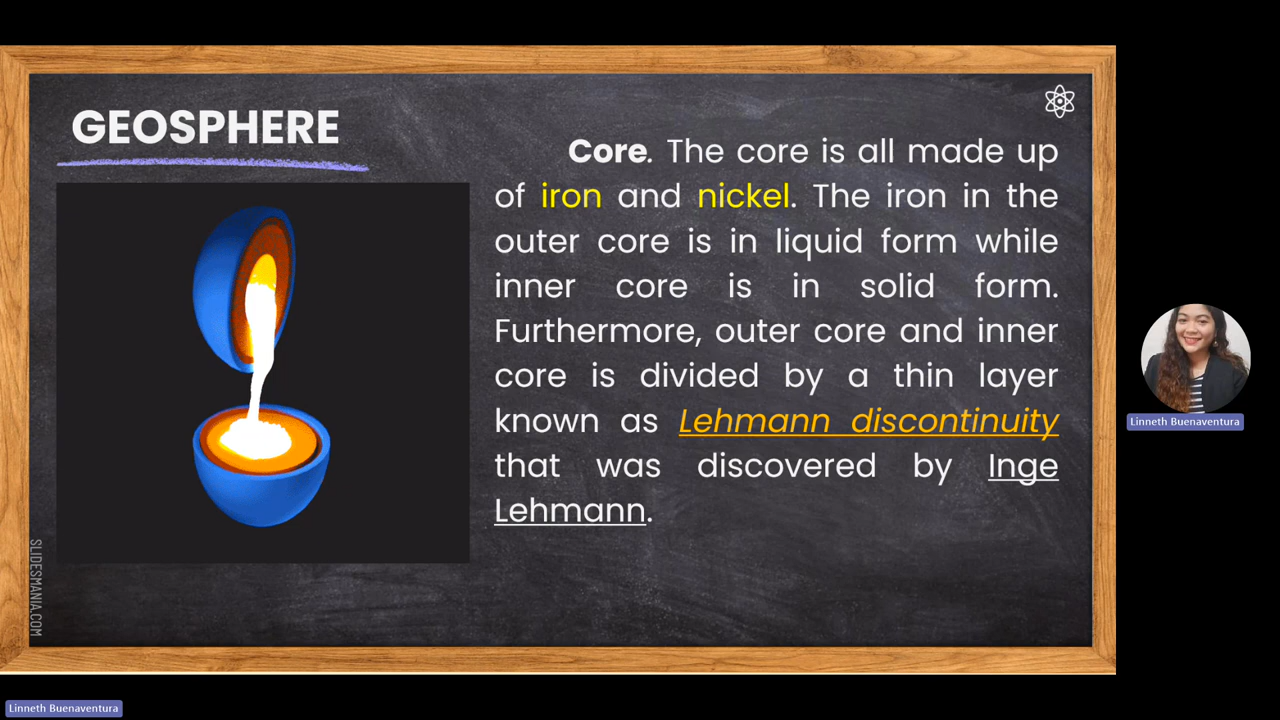 GEOSPHERE
Core. The core is all made up
of iron and nickel. The iron in the
outer core is in liquid form while
inner core is in solid form.
Furthermore, outer core and inner
core is divided by a thin layer
known as Lehmann discontinuity
that was discovered by Inge
Lehmann.
SLIDESMANIA.COM
Linneth Buenaventura
Linneth Buenaventura